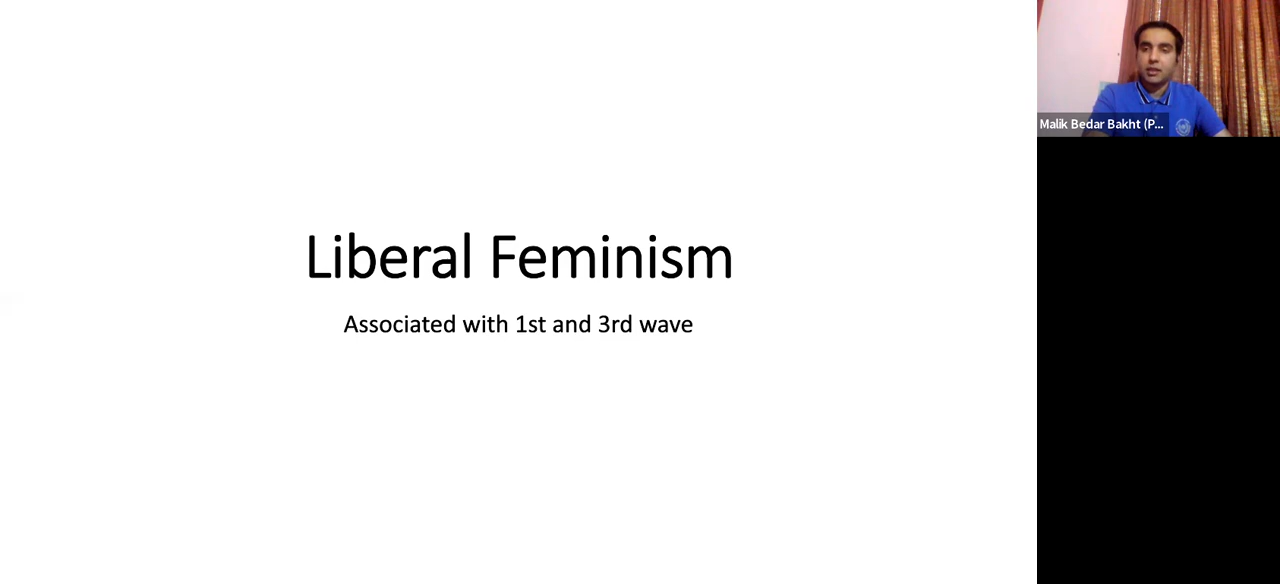 Liberal Feminism
Associated with 1st and 3rd wave
Malik Bedar Bakht (P...